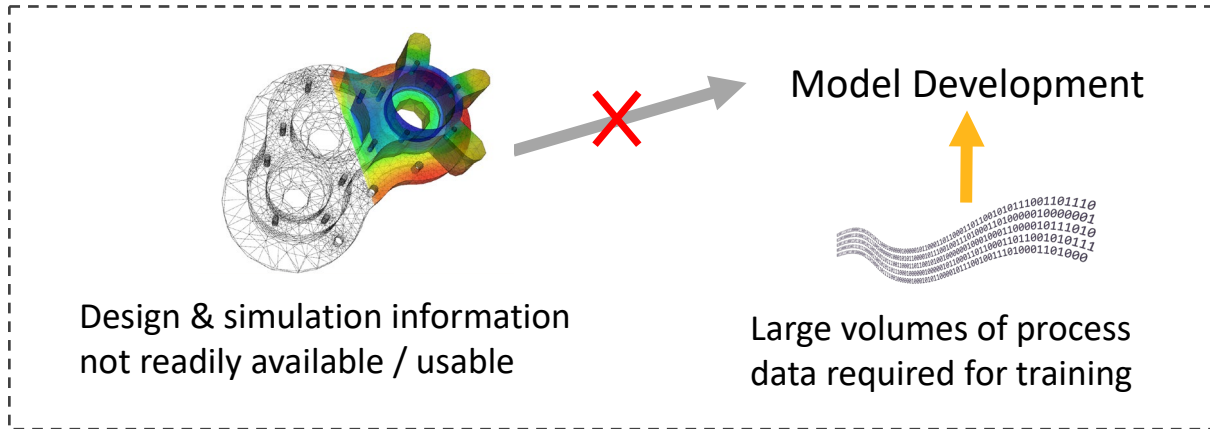 Model Development
Design & simulation information
not readily available / usable
Large volumes of process
data required for training